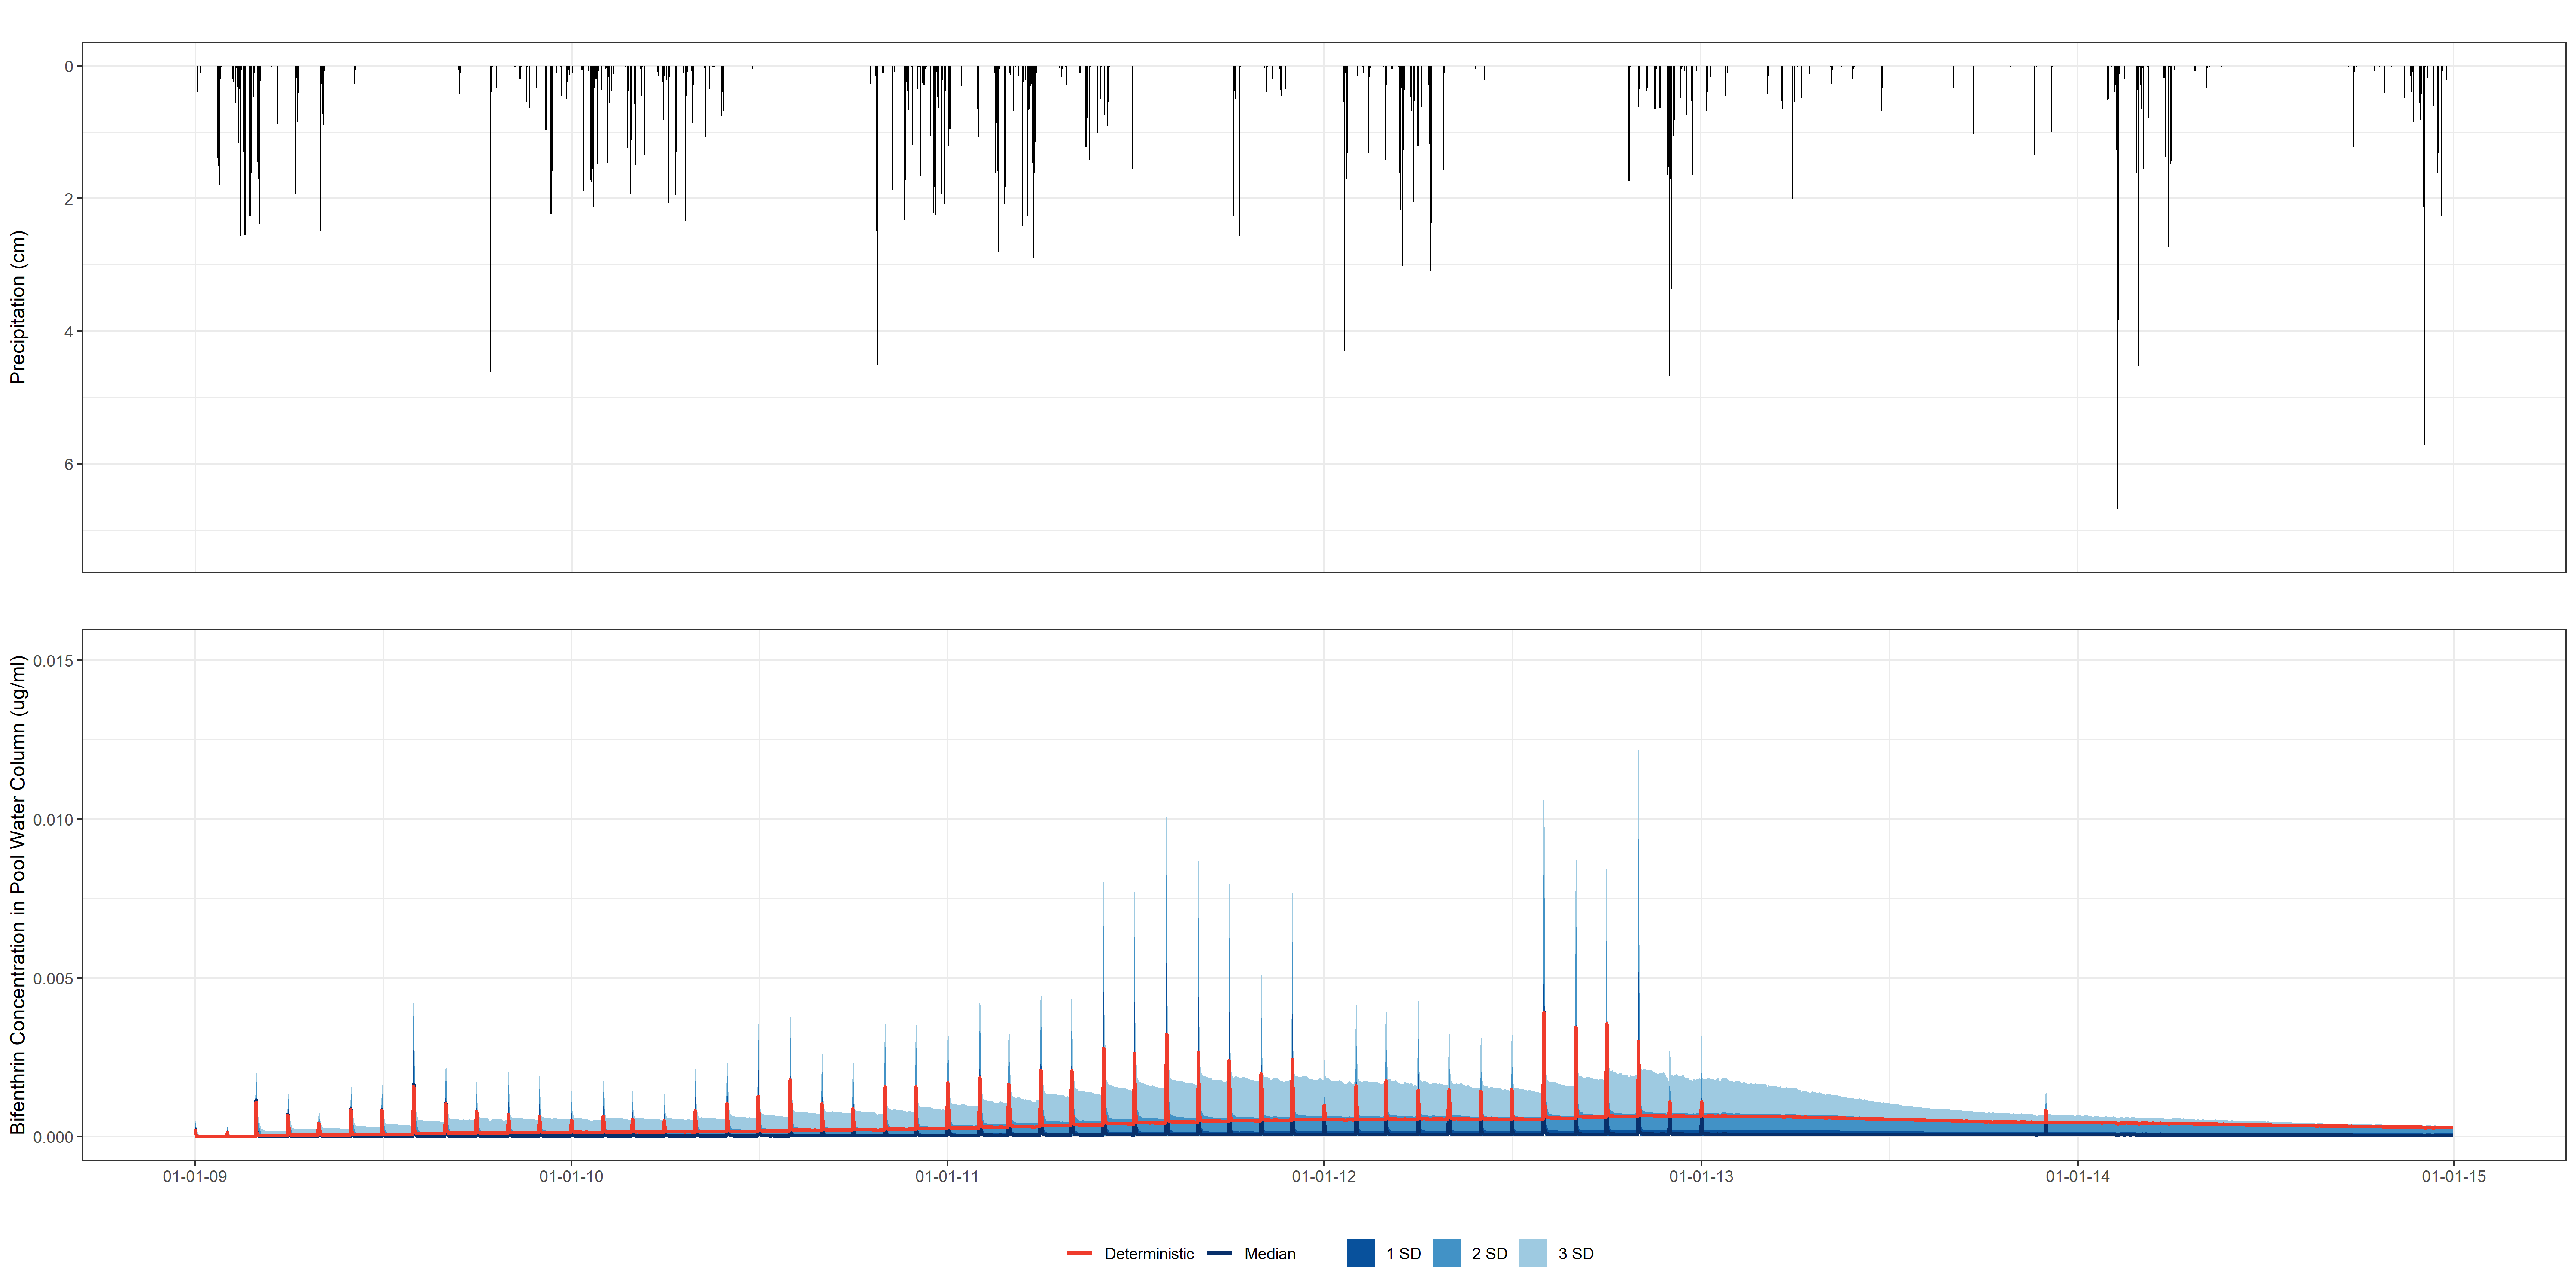 Precipitation (cm)
0
2
4
6
Bifenthrin Concentration in Pool Water Column (ug/ml)
0.015
0.010
0.005
0.000
01-01-09 01-01-10 01-01-11 01-01-12 01-01-13 01-01-14 01-01-15
Deterministic Median 1 SD 2 SD 3 SD